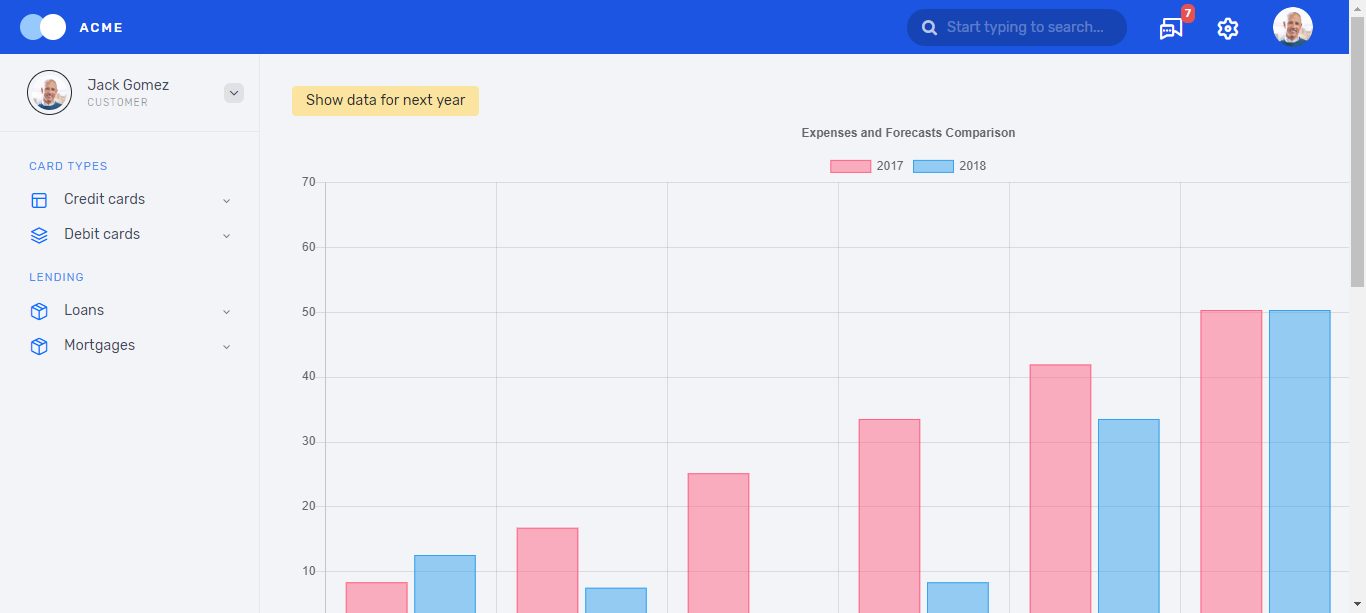 ACME
Start typing to search...
7
Jack Gomez
CUSTOMER
CARD TYPES
Credit cards
Debit cards
LENDING
Loans
Mortgages
Show data for next year
Expenses and Forecasts Comparison
2017 2018
70
60
50
40
30
20
10